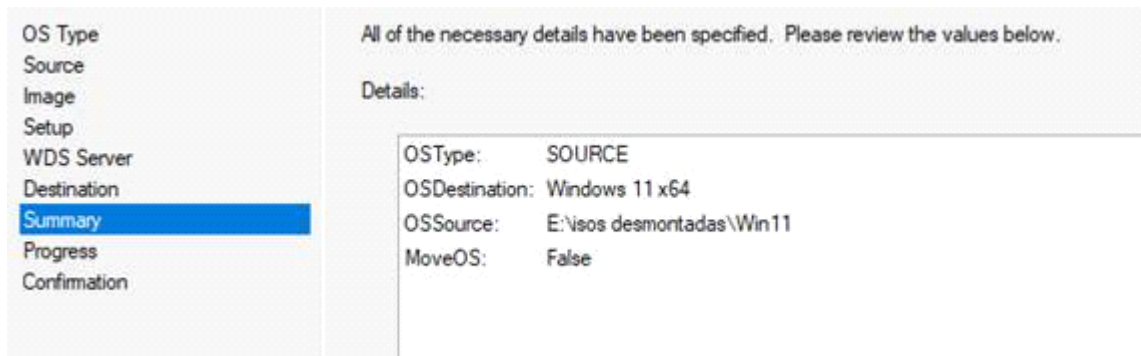 OS Type
Source
Image
Setup
WDS Server
Destination
Summary
Progress
Confirmation
All of the necessary details have been specified. Please review the values below.
Details:
OSType: SOURCE
OSDestination: Windows 11 x64
OSSource: E:\isos desmontadas\Win11
MoveOS: False